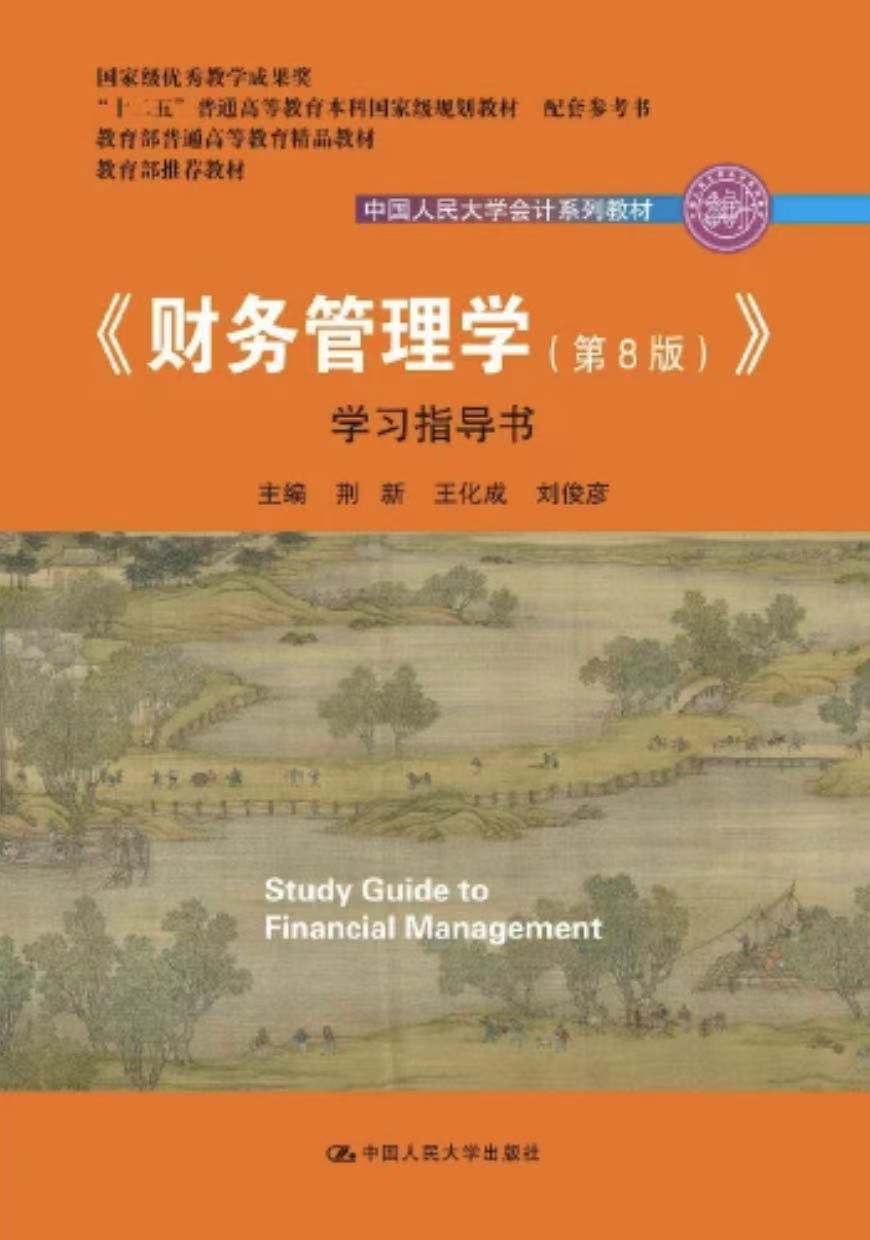 国家级优秀教学成果奖
“十二五”普通高等教育本科国家级规划教材 配套参考书
教育部普通高等教育精品教材
教育部推荐教材
中国人民大学会计系列教材
《财务管理学（第8版）》
学习指导书
主编 荆 新 王化成 刘俊彦
Study Guide to
Financial Management
中国人民大学出版社